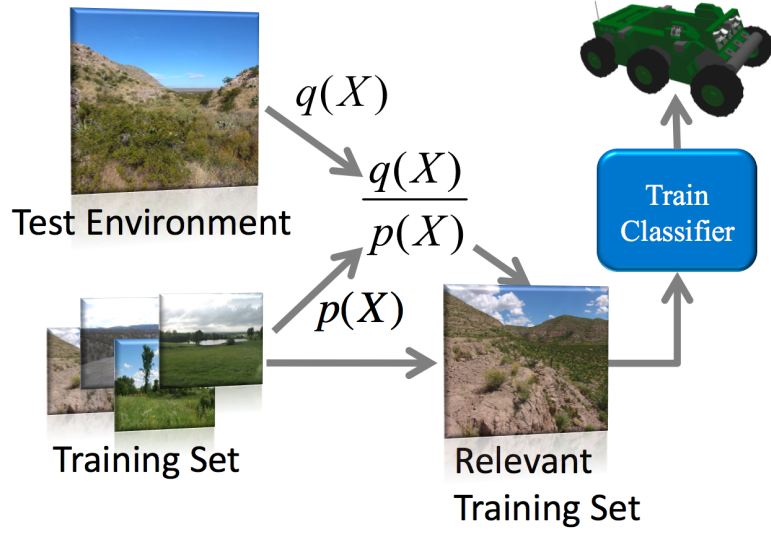 q(X)
Test Environment
q(X)
p(X)
Train
Classifier
p(X)
Training Set
Relevant
Training Set